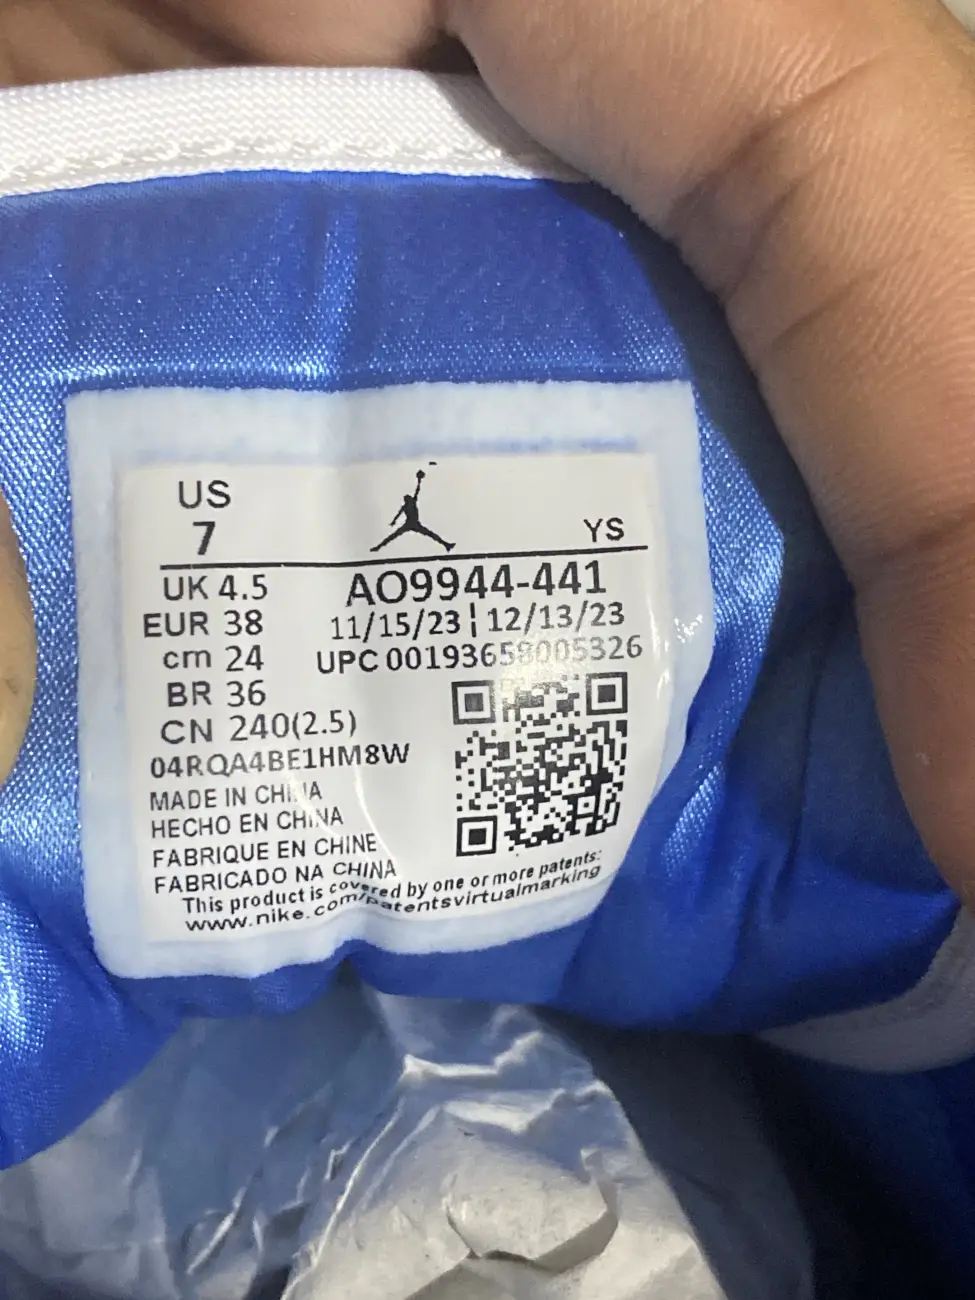 US
7
YS
UK 4.5
AO9944-441
EUR 38
11/15/23 ¦ 12/13/23
cm 24
UPC 00193658005326
BR 36
CN 240(2.5)
04RQA4BE1HM8W
MADE IN CHINA
HECHO EN CHINA
FABRIQUE EN CHINE
FABRICADO NA CHINA
This product is covered by one or more patents:
www.nike.com/patentsvirtualmarking